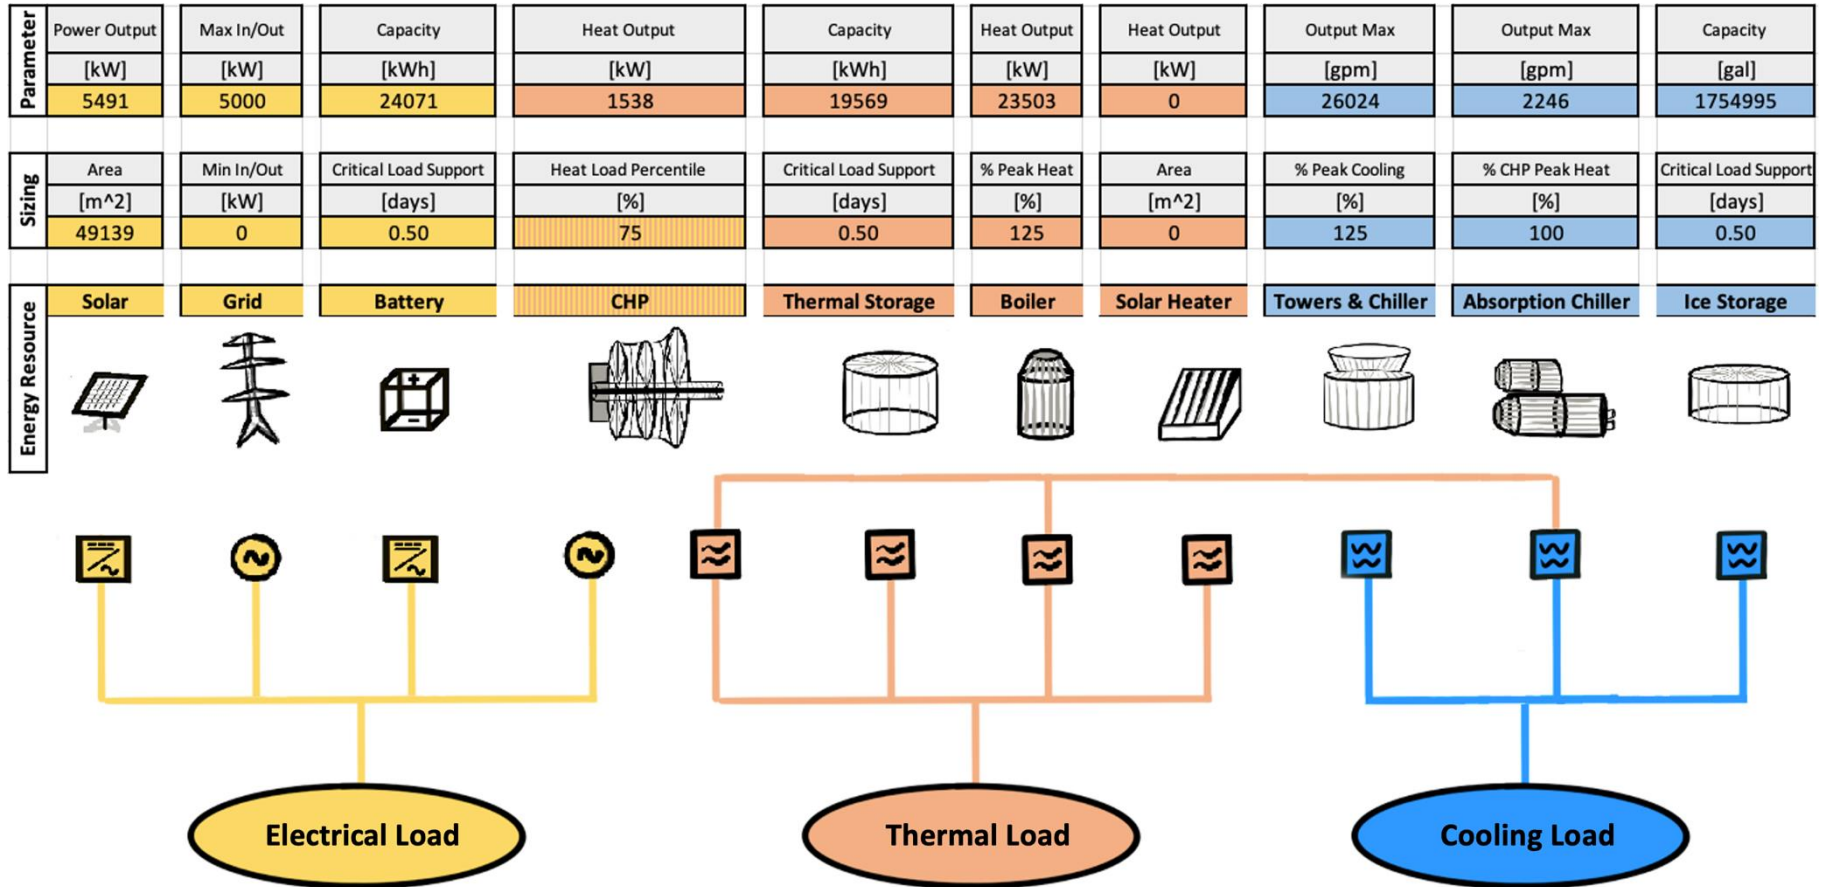 Parameter
Power Output Max In/Out Capacity Heat Output Capacity Heat Output Heat Output Output Max Output Max Capacity
[kW] [kW] [kWh] [kW] [kWh] [kW] [kW] [gpm] [gpm] [gal]
5491 5000 24071 1538 19569 23503 0 26024 2246 1754995
Sizing
Area Min In/Out Critical Load Support Heat Load Percentile Critical Load Support % Peak Heat Area % Peak Cooling % CHP Peak Heat Critical Load Support
[m^2] [kW] [days] [%] [days] [%] [m^2] [%] [%] [days]
49139 0 0.50 75 0.50 125 0 125 100 0.50
Energy Resource
Solar Grid Battery CHP Thermal Storage Boiler Solar Heater Towers & Chiller Absorption Chiller Ice Storage
Electrical Load Thermal Load Cooling Load